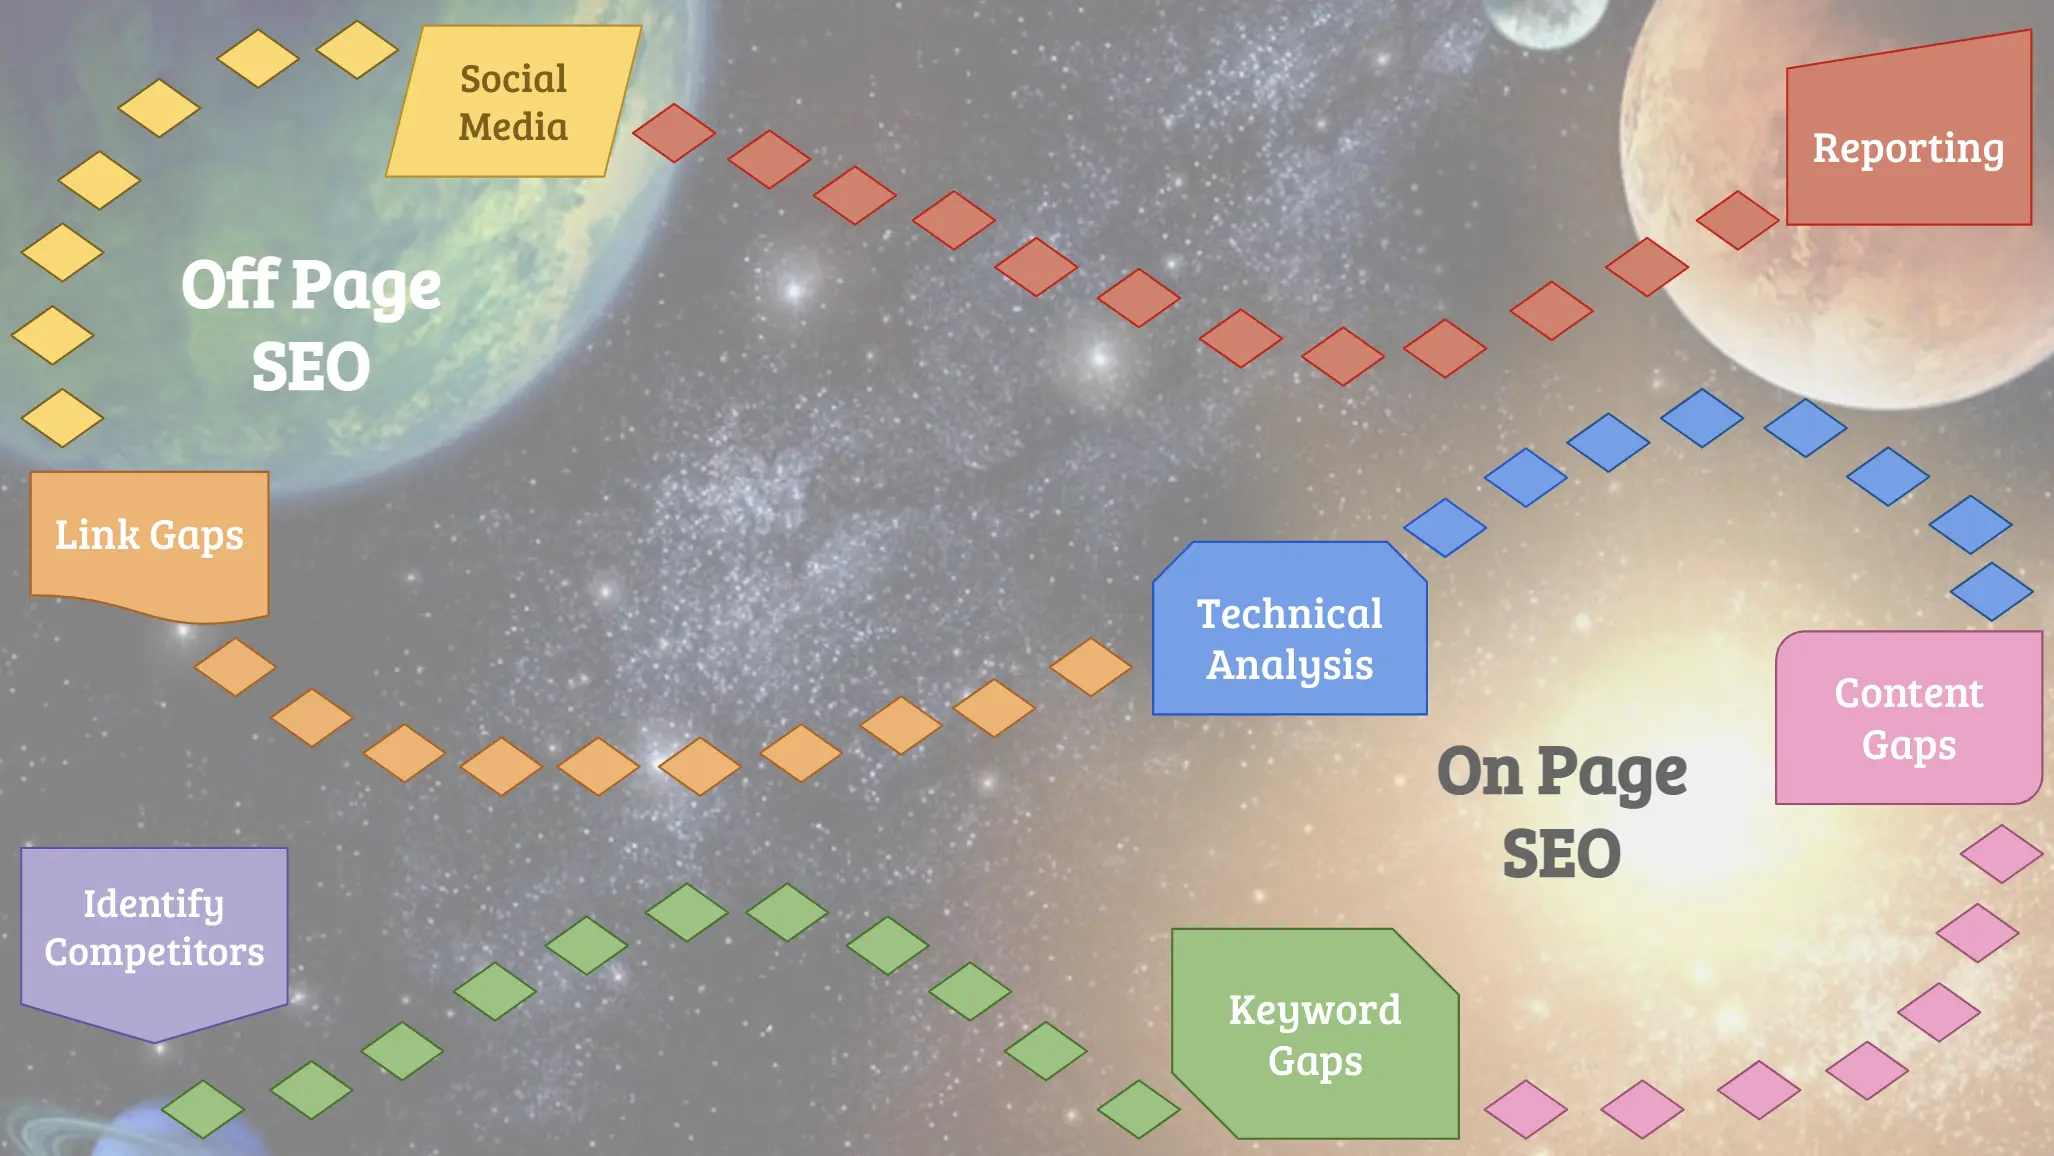 Social
Media
Reporting
Off Page
SEO
Link Gaps
Technical
Analysis
Content
Gaps
On Page
SEO
Identify
Competitors
Keyword
Gaps